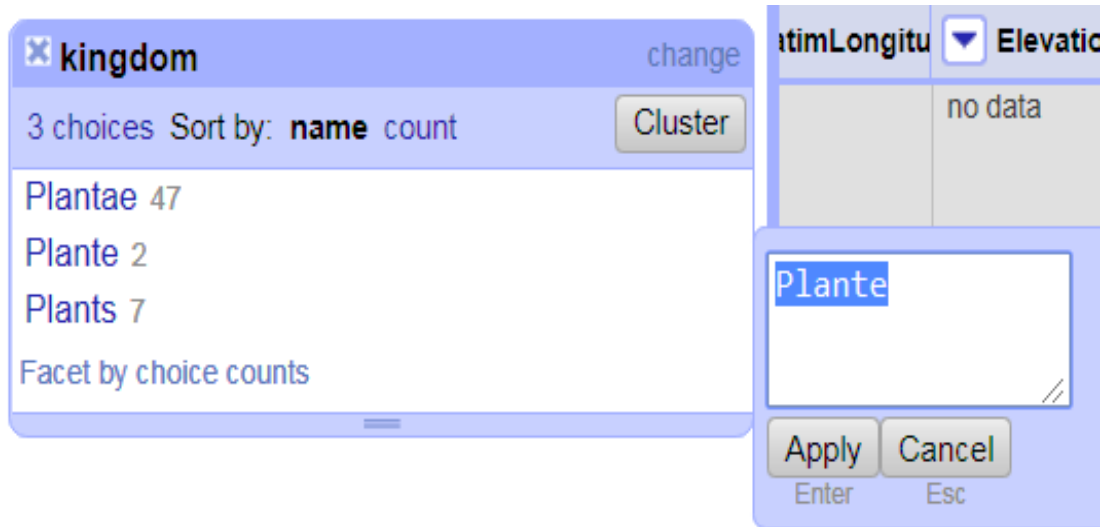 kingdom change
3 choices Sort by: name count Cluster
Plantae 47
Plante 2
Plants 7
Facet by choice counts
atimLongitu Elevatio
no data
Plante
Apply Cancel
Enter Esc